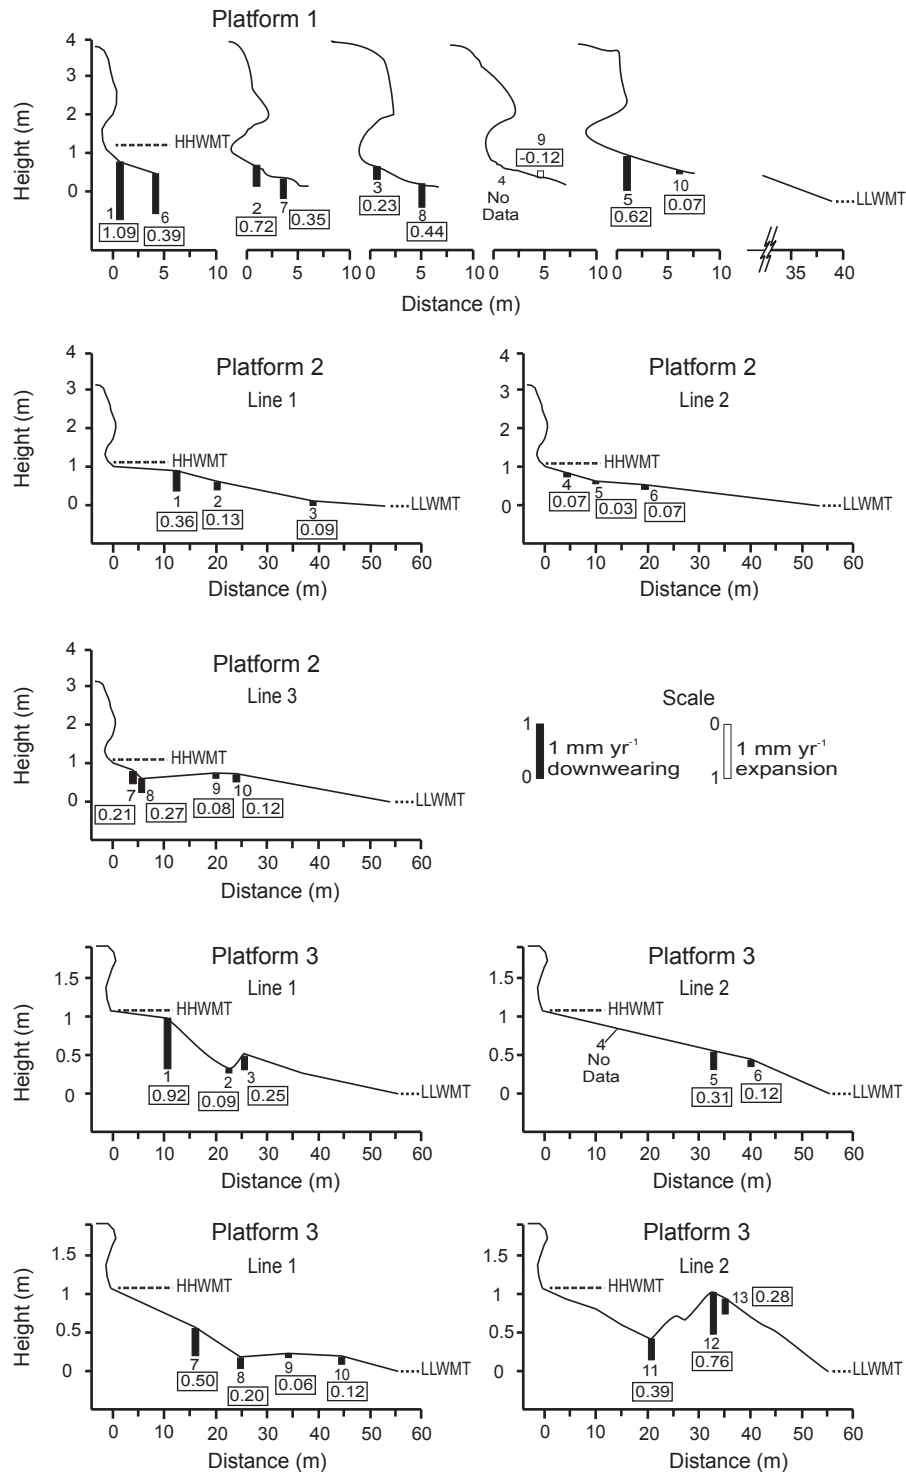 Platform 1
Height (m)
4
3
2
1
0
HHWMT
1
1.09
6
0.39
2
0.72
7
0.35
3
0.23
8
0.44
4
No
Data
9
-0.12
5
0.62
10
0.07
LLWMT
0 5 10
0 5 10
0 5 10
0 5 10
0 5 10
35 40
Distance (m)
Platform 2
Line 1
Height (m)
4
3
2
1
0
HHWMT
1
0.36
2
0.13
3
0.09
LLWMT
0 10 20 30 40 50 60
Distance (m)
Platform 2
Line 2
4
3
2
1
0
HHWMT
4
0.07
5
0.03
6
0.07
LLWMT
0 10 20 30 40 50 60
Distance (m)
Platform 2
Line 3
Height (m)
4
3
2
1
0
HHWMT
7
0.21
8
0.27
9
0.08
10
0.12
LLWMT
0 10 20 30 40 50 60
Distance (m)
Scale
1
0
1 mm yr⁻¹
downwearing
0
1
1 mm yr⁻¹
expansion
Platform 3
Line 1
Height (m)
1.5
1
0.5
0
HHWMT
1
0.92
2
0.09
3
0.25
LLWMT
0 10 20 30 40 50 60
Distance (m)
Platform 3
Line 2
1.5
1
0.5
0
HHWMT
4
No
Data
5
0.31
6
0.12
LLWMT
0 10 20 30 40 50 60
Distance (m)
Platform 3
Line 1
Height (m)
1.5
1
0.5
0
HHWMT
7
0.50
8
0.20
9
0.06
10
0.12
LLWMT
0 10 20 30 40 50 60
Distance (m)
Platform 3
Line 2
1.5
1
0.5
0
HHWMT
11
0.39
12
0.76
13 0.28
LLWMT
0 10 20 30 40 50 60
Distance (m)